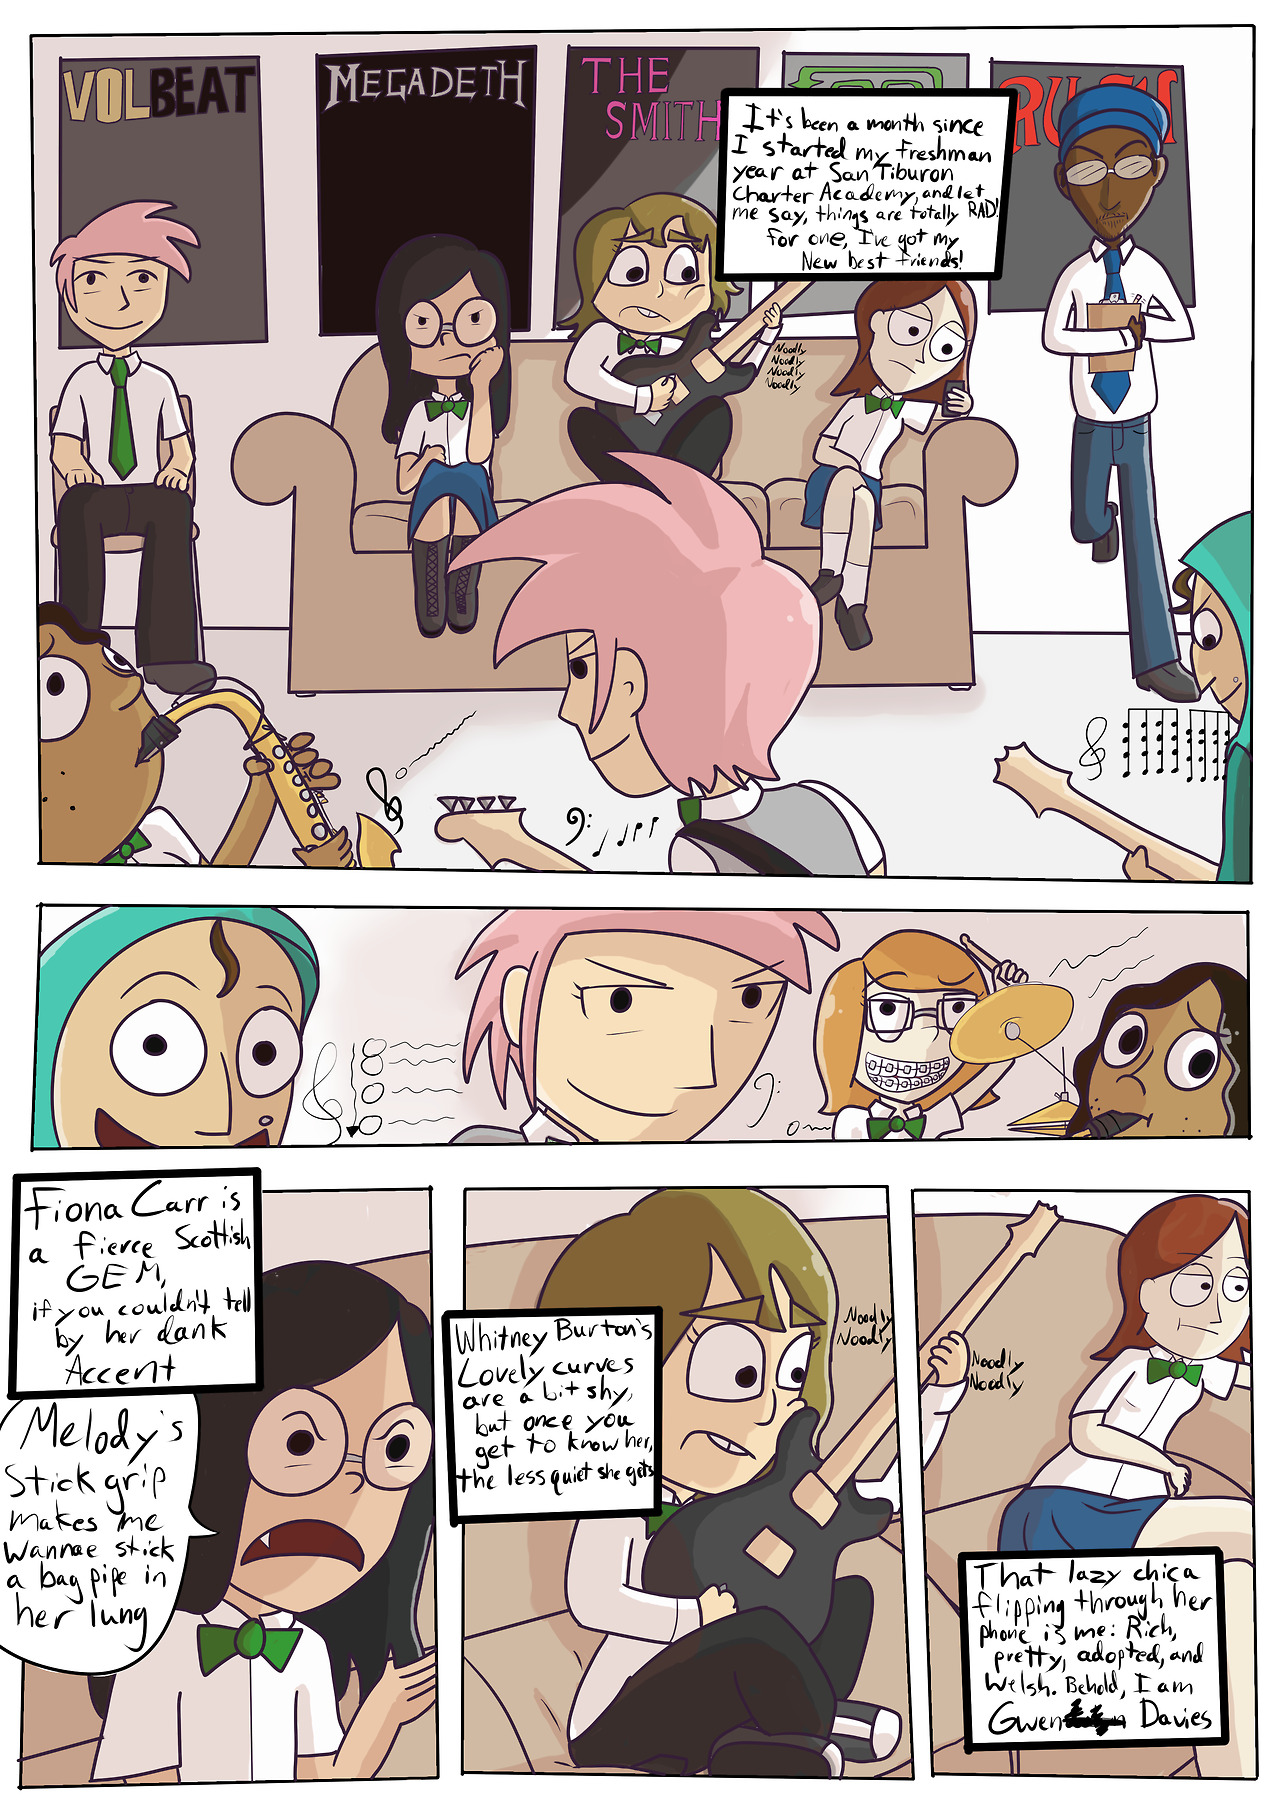 VOLBEAT
MEGADETH
THE
SMITH
RUSH
It's been a month since
I started my freshman
year at San Tiburon
Charter Academy, and let
me say, things are totally RAD!
for one, I've got my
New best friends!
Noodly
Noodly
Noodly
Noodly
Fiona Carr is
a fierce Scottish
GEM,
if you couldn't tell
by her dank
Accent
Melody's
Stick grip
makes me
wannae stick
a bag pipe in
her lung
Whitney Burton's
Lovely curves
are a bit shy,
but once you
get to know her,
the less quiet she gets
Noodly
Noodly
Noodly
Noodly
That lazy chica
flipping through her
phone is me: Rich,
pretty, adopted, and
Welsh. Behold, I am
Gwen Davies